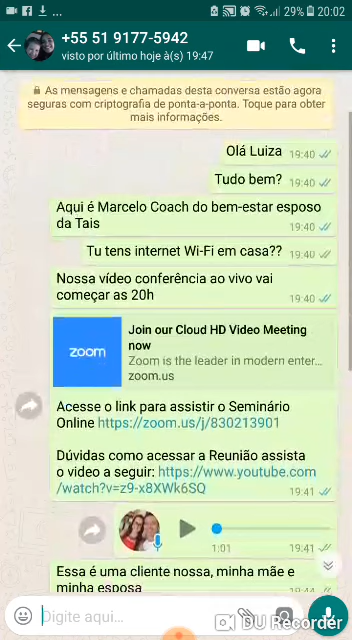 29% 20:02
+55 51 9177-5942
visto por último hoje à(s) 19:47
As mensagens e chamadas desta conversa estão agora
seguras com criptografia de ponta-a-ponta. Toque para obter
mais informações.
Olá Luiza 19:40
Tudo bem? 19:40
Aqui é Marcelo Coach do bem-estar esposo
da Tais 19:40
Tu tens internet Wi-Fi em casa?? 19:40
Nossa vídeo conferência ao vivo vai
começar as 20h 19:40
zoom
Join our Cloud HD Video Meeting
now
Zoom is the leader in modern enter...
zoom.us
Acesse o link para assistir o Seminário
Online https://zoom.us/j/830213901
Dúvidas como acessar a Reunião assista
o video a seguir: https://www.youtube.com
/watch?v=z9-x8XWk6SQ 19:41
1:01 19:41
Essa é uma cliente nossa, minha mãe e
minha esposa 19:44
Digite aqui...
DU Recorder